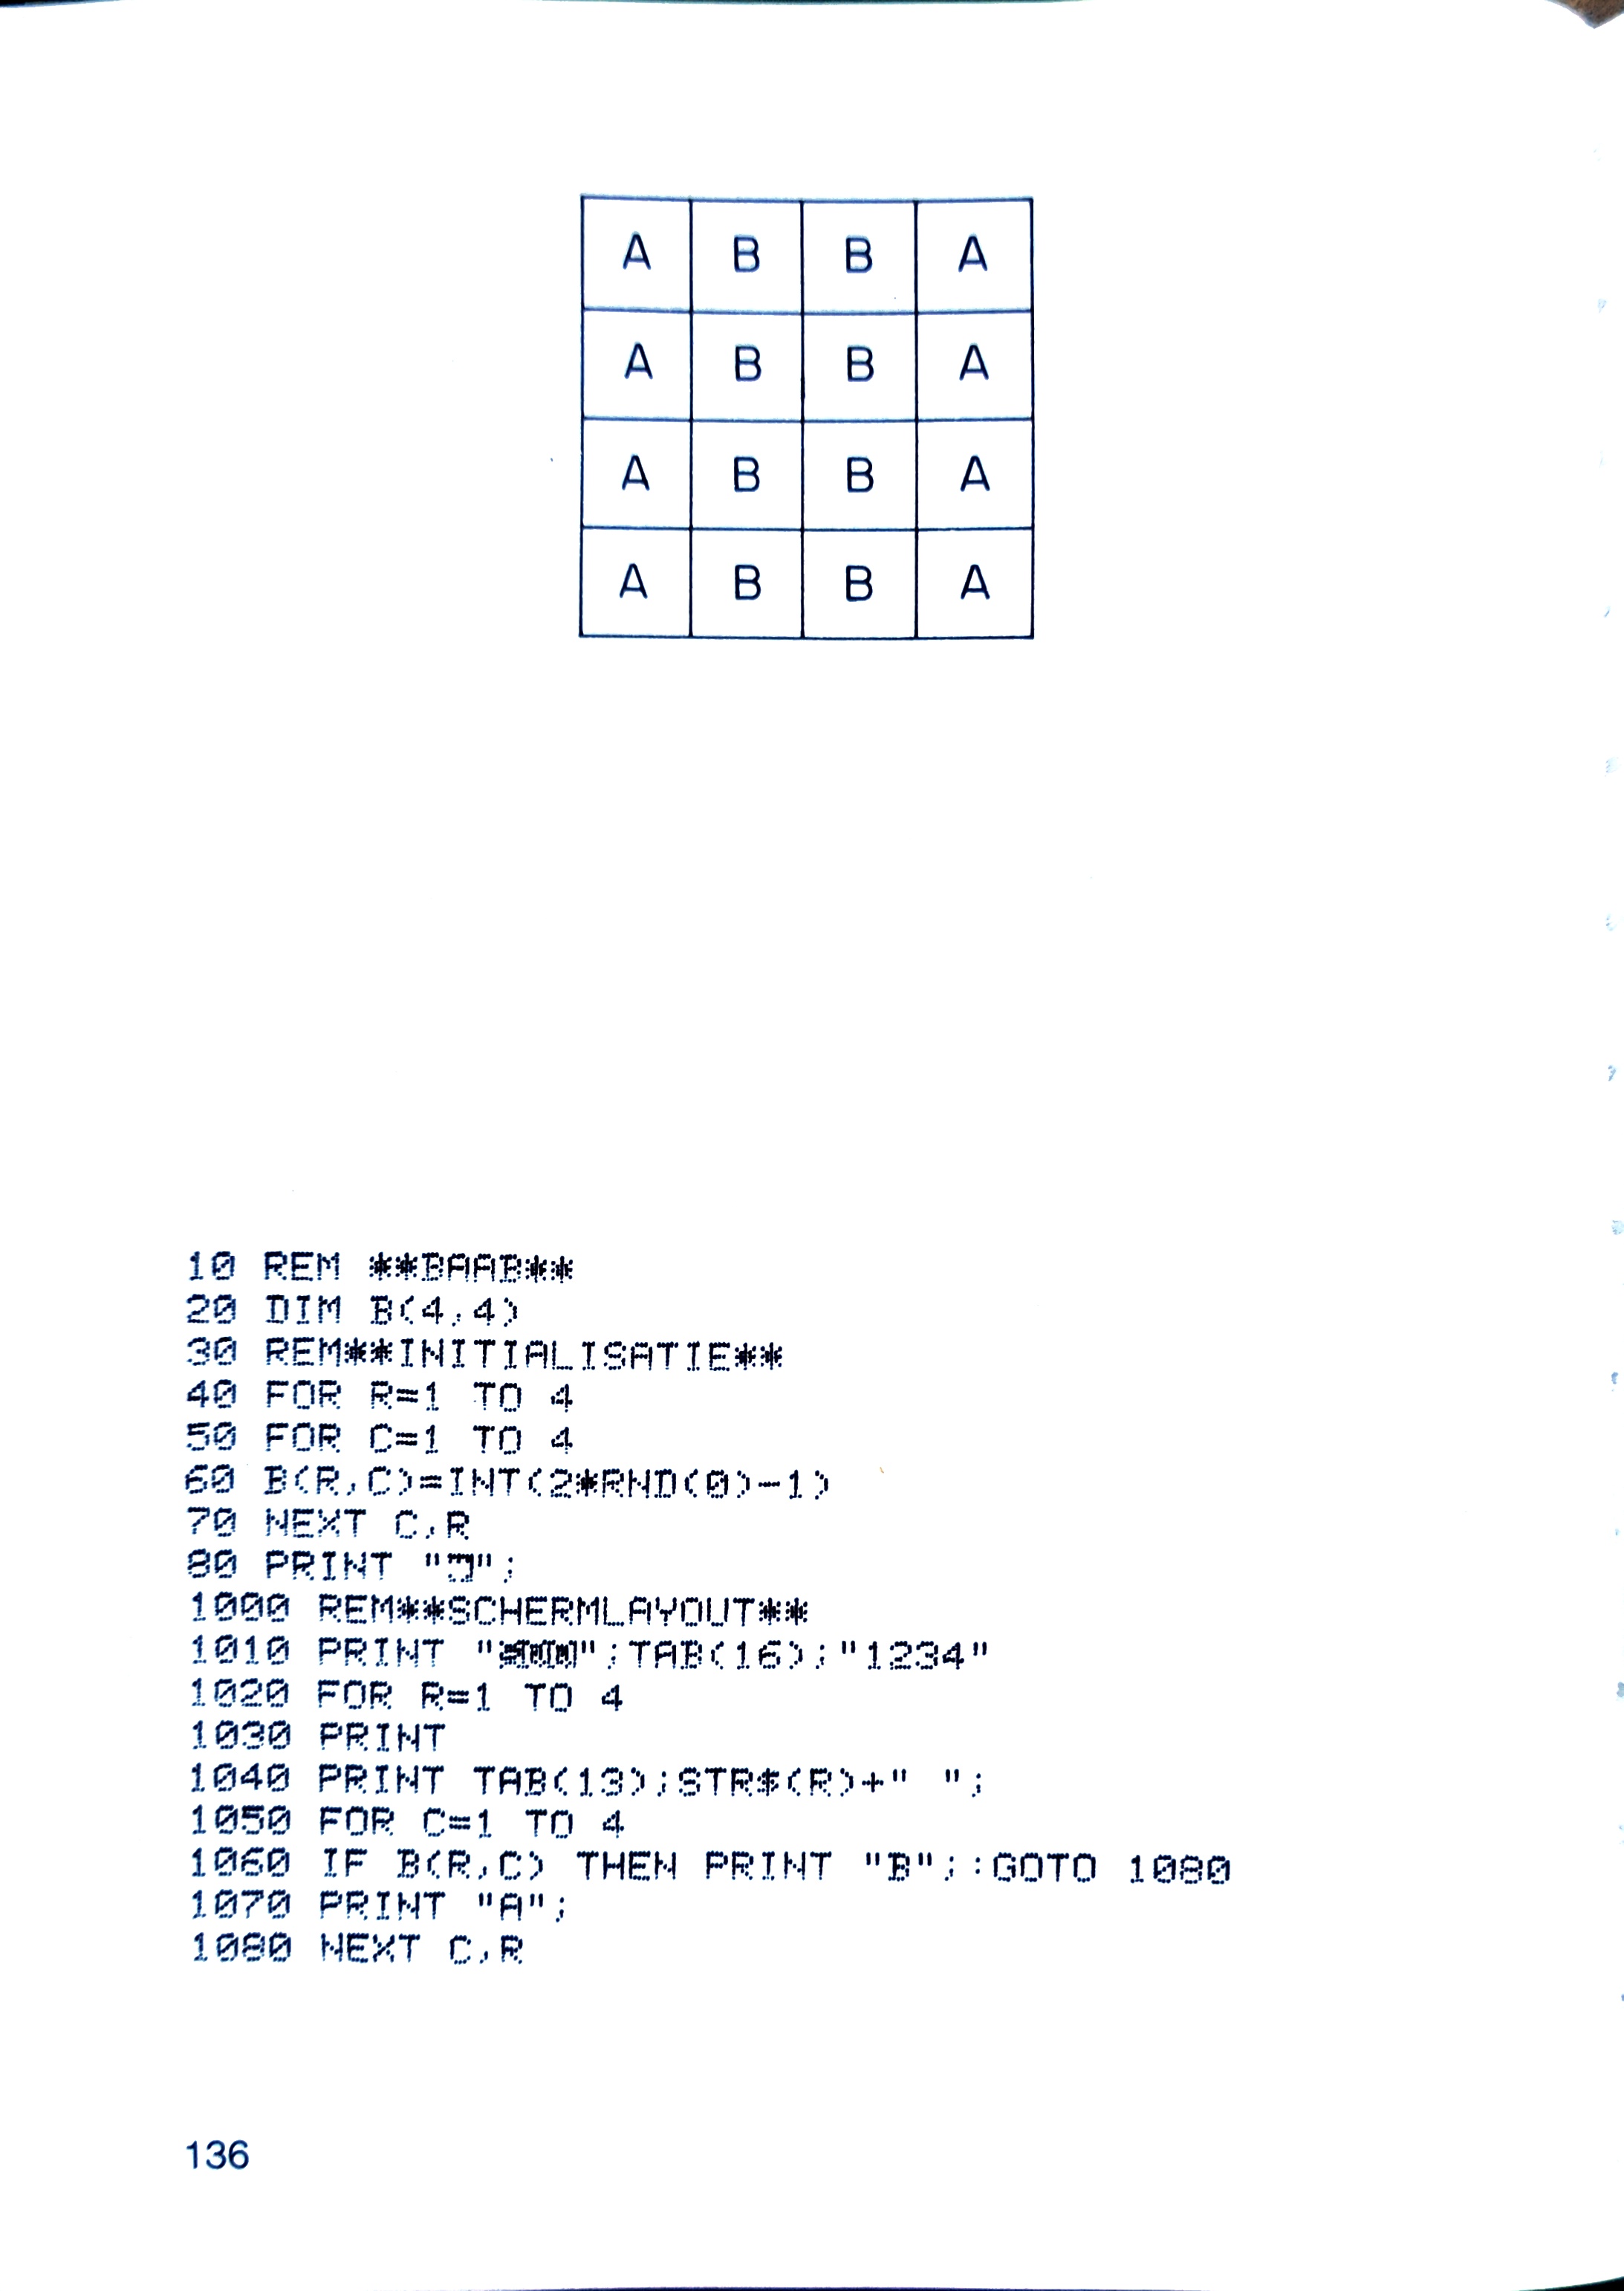 A B B A
A B B A
A B B A
A B B A
10 REM **BAAB**
20 DIM B(4,4)
30 REM**INITIALISATIE**
40 FOR R=1 TO 4
50 FOR C=1 TO 4
60 B(R,C)=INT(2*RND(0)-1)
70 NEXT C,R
80 PRINT "";
1000 REM**SCHERMLAYOUT**
1010 PRINT "";TAB(16);"1234"
1020 FOR R=1 TO 4
1030 PRINT
1040 PRINT TAB(13);STR$(R)+" ";
1050 FOR C=1 TO 4
1060 IF B(R,C) THEN PRINT "B";:GOTO 1080
1070 PRINT "A";
1080 NEXT C,R
136